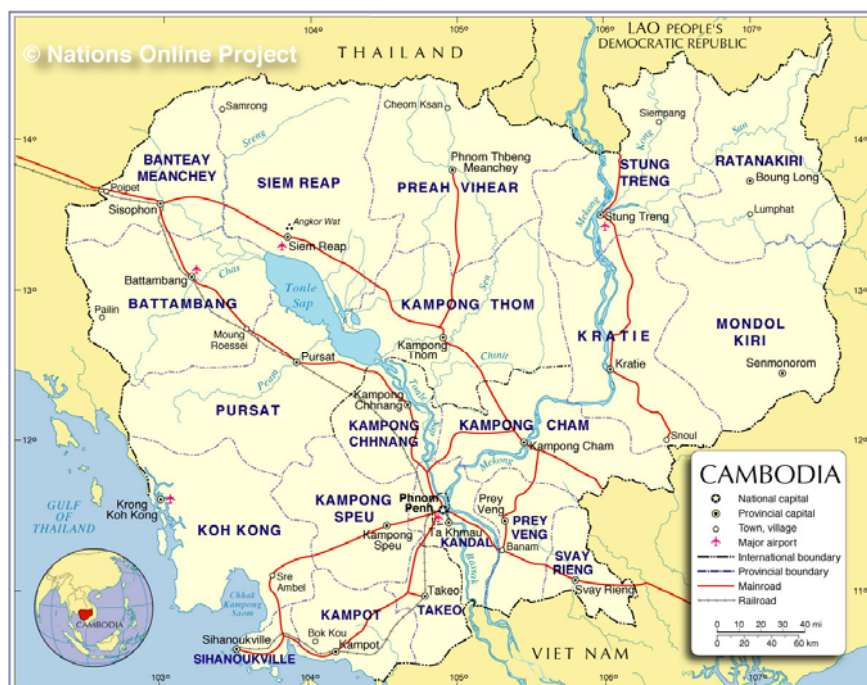 © Nations Online Project
THAILAND
LAO PEOPLE'S
DEMOCRATIC REPUBLIC
104°
105°
106°
107°
Samrong
Cheom Ksan
Siempang
Sreng
Kong
San
14°
14°
BANTEAY
MEANCHEY
SIEM REAP
PREAH VIHEAR
Phnom Thbeng
Meanchey
STUNG
TRENG
RATANAKIRI
Boung Long
Poipet
Sisophon
Angkor Wat
Siem Reap
Mekong
Stung Treng
Lumphat
Battambang
Chas
BATTAMBANG
Tonle
Sap
Sen
13°
13°
Pailin
Moung
Roessei
KAMPONG THOM
Kampong
Thom
Chinit
KRATIE
MONDOL
KIRI
Pursat
Kratie
Senmonorom
Peam
PURSAT
Kampong
Chhnang
Tonle Sap
KAMPONG
CHHNANG
KAMPONG CHAM
Kampong Cham
Snoul
12°
12°
Mekong
GULF
OF
THAILAND
Krong
Koh Kong
KOH KONG
KAMPONG
SPEU
Kampong
Speu
Phnom
Penh
Ta Khmau
KANDAL
Prey
Veng
PREY
VENG
Banam
Bassak
SVAY
RIENG
Svay Rieng
Sre
Ambel
Chhak
Kampong
Saom
Takeo
TAKEO
KAMPOT
Bok Kou
Kampot
Sihanoukville
SIHANOUKVILLE
VIET NAM
11°
103°
104°
105°
106°
107°
CAMBODIA
CAMBODIA
National capital
Provincial capital
Town, village
Major airport
International boundary
Provincial boundary
Mainroad
Railroad
0 10 20 30 40 mi
0 20 40 60 km